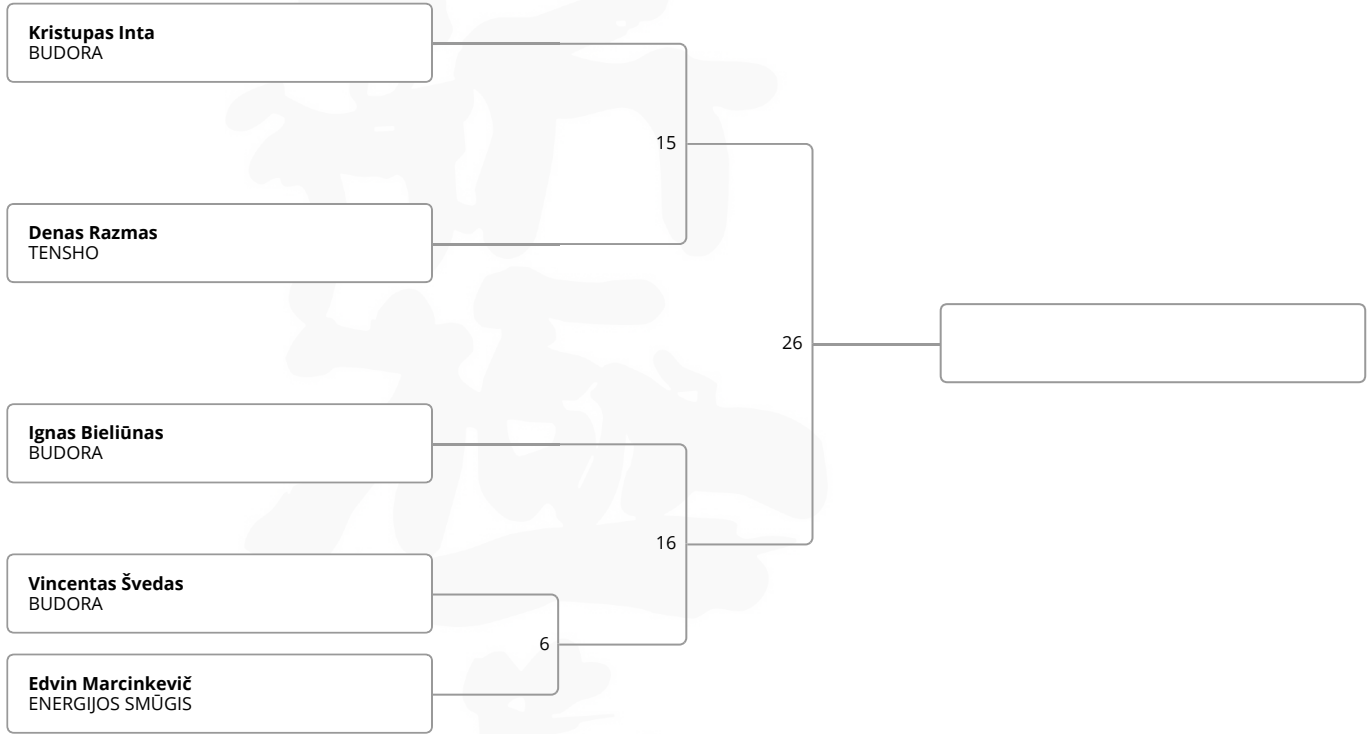 Kristupas Inta
BUDORA
15
Denas Razmas
TENSHO
26
Ignas Bieliūnas
BUDORA
16
Vincentas Švedas
BUDORA
6
Edvin Marcinkevič
ENERGIJOS SMŪGIS